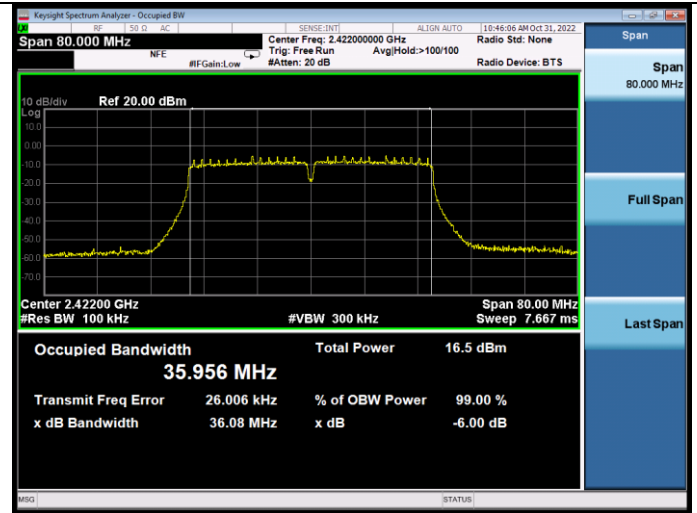 Keysight Spectrum Analyzer - Occupied BW
RF 50 Ω AC SENSE:INT ALIGN AUTO 10:46:06 AM Oct 31, 2022
Span 80.000 MHz
Center Freq: 2.422000000 GHz
Radio Std: None
NFE
Trig: Free Run Avg|Hold:>100/100
#IFGain:Low
#Atten: 20 dB
Radio Device: BTS
10 dB/div Ref 20.00 dBm
Log
10.0
0.00
-10.0
-20.0
-30.0
-40.0
-50.0
-60.0
-70.0
Center 2.42200 GHz
Span 80.00 MHz
#Res BW 100 kHz
#VBW 300 kHz
Sweep 7.667 ms
Occupied Bandwidth
Total Power 16.5 dBm
35.956 MHz
Transmit Freq Error 26.006 kHz
% of OBW Power 99.00 %
x dB Bandwidth 36.08 MHz
x dB -6.00 dB
MSG
STATUS
Span
Span
80.000 MHz
Full Span
Last Span